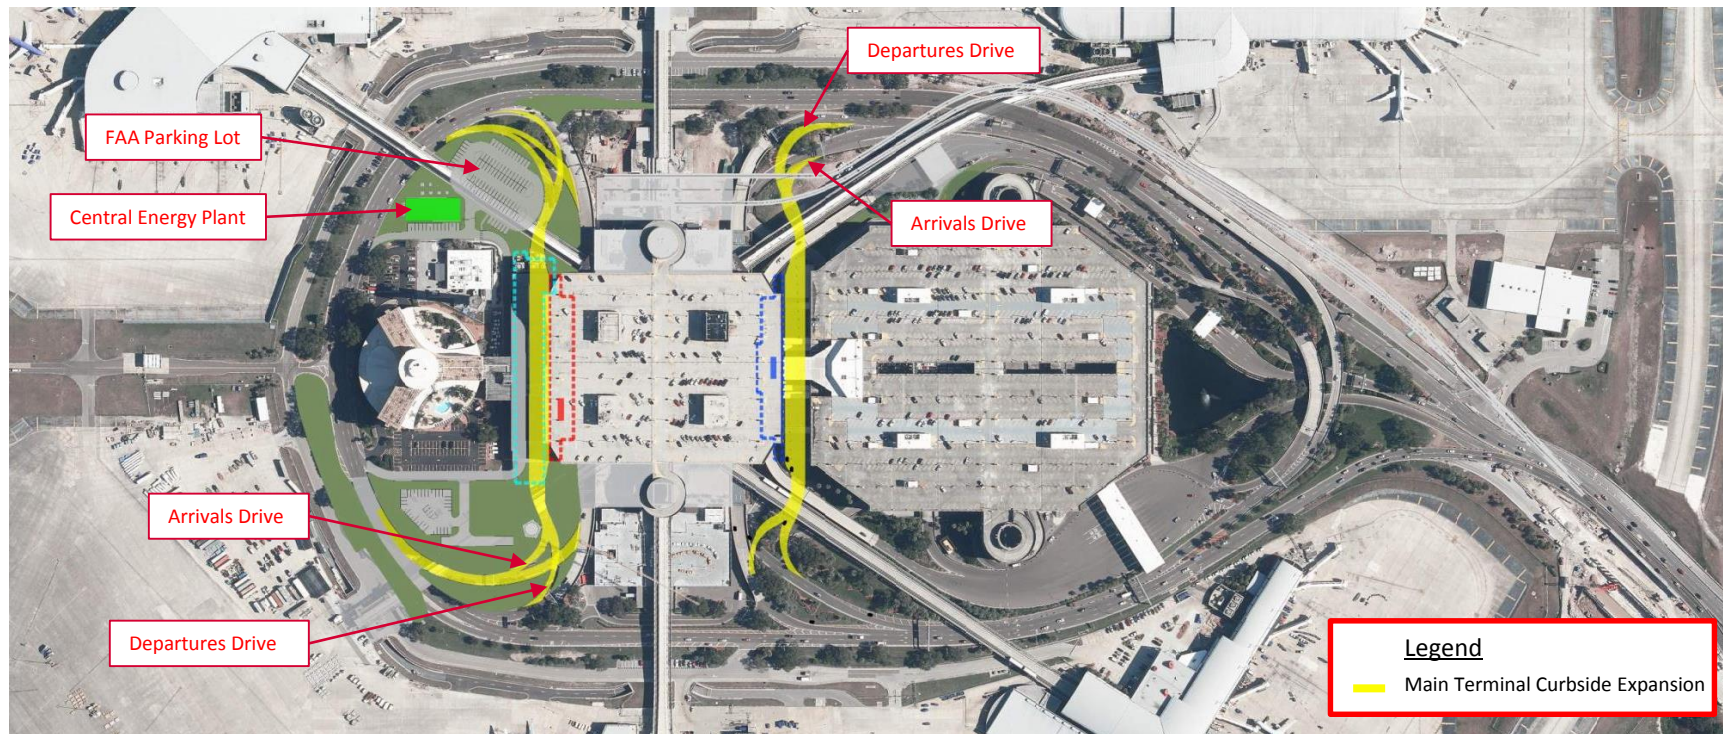 Departures Drive
FAA Parking Lot
Central Energy Plant
Arrivals Drive
Arrivals Drive
Departures Drive
Legend
Main Terminal Curbside Expansion